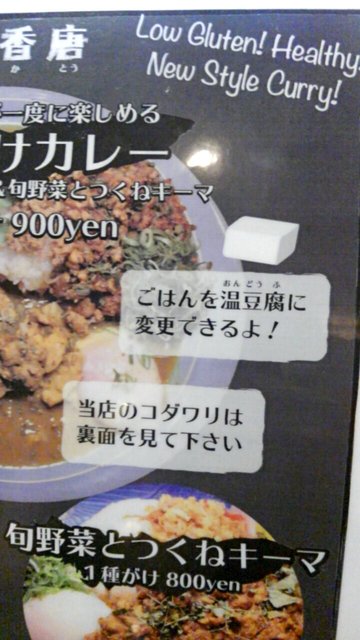 Low Gluten! Healthy
New Style Curry!
香唐
か とう
一度に楽しめる
けカレー
旬野菜とつくねキーマ
900yen
おんどうふ
ごはんを温豆腐に
変更できるよ！
当店のコダワリは
裏面を見て下さい
旬野菜とつくねキーマ
1種がけ 800yen